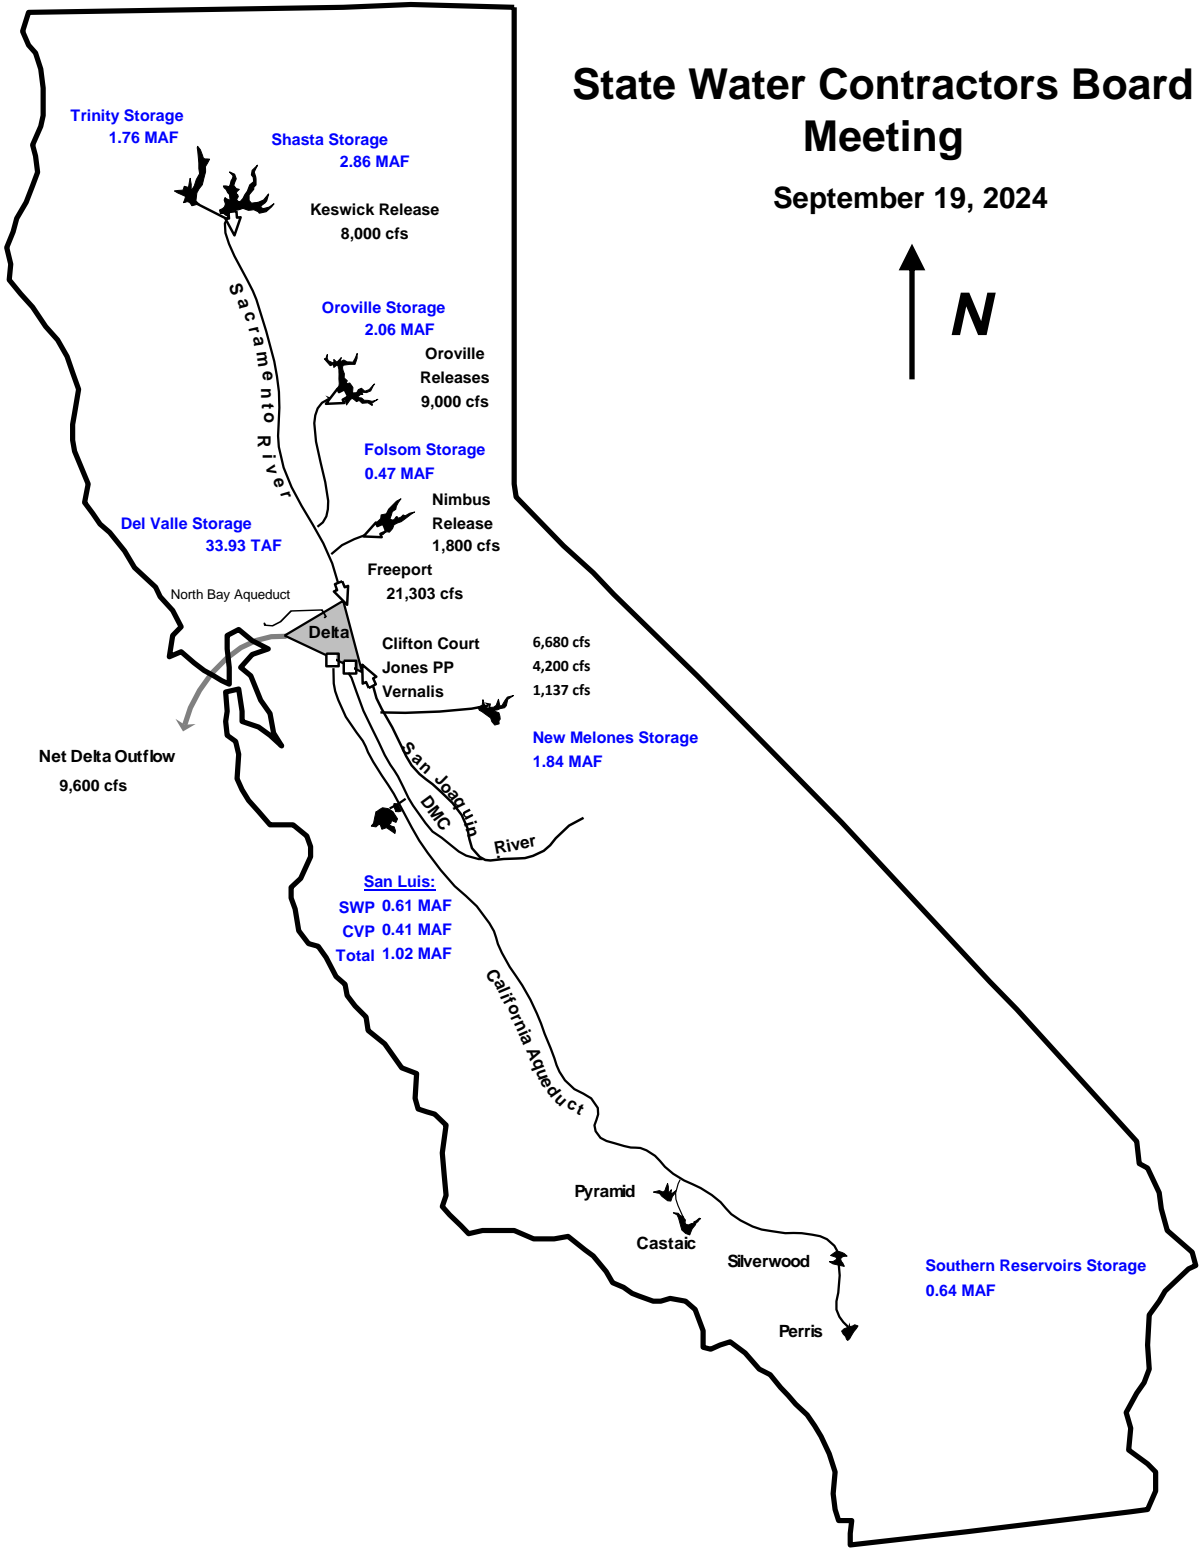 State Water Contractors Board
Meeting
September 19, 2024
N
Trinity Storage
1.76 MAF
Shasta Storage
2.86 MAF
Keswick Release
8,000 cfs
Sacramento River
Oroville Storage
2.06 MAF
Oroville
Releases
9,000 cfs
Folsom Storage
0.47 MAF
Nimbus
Release
1,800 cfs
Del Valle Storage
33.93 TAF
Freeport
21,303 cfs
North Bay Aqueduct
Delta
Clifton Court 6,680 cfs
Jones PP 4,200 cfs
Vernalis 1,137 cfs
New Melones Storage
1.84 MAF
Net Delta Outflow
9,600 cfs
San Joaquin River
DMC
San Luis:
SWP 0.61 MAF
CVP 0.41 MAF
Total 1.02 MAF
California Aqueduct
Pyramid
Castaic
Silverwood
Perris
Southern Reservoirs Storage
0.64 MAF